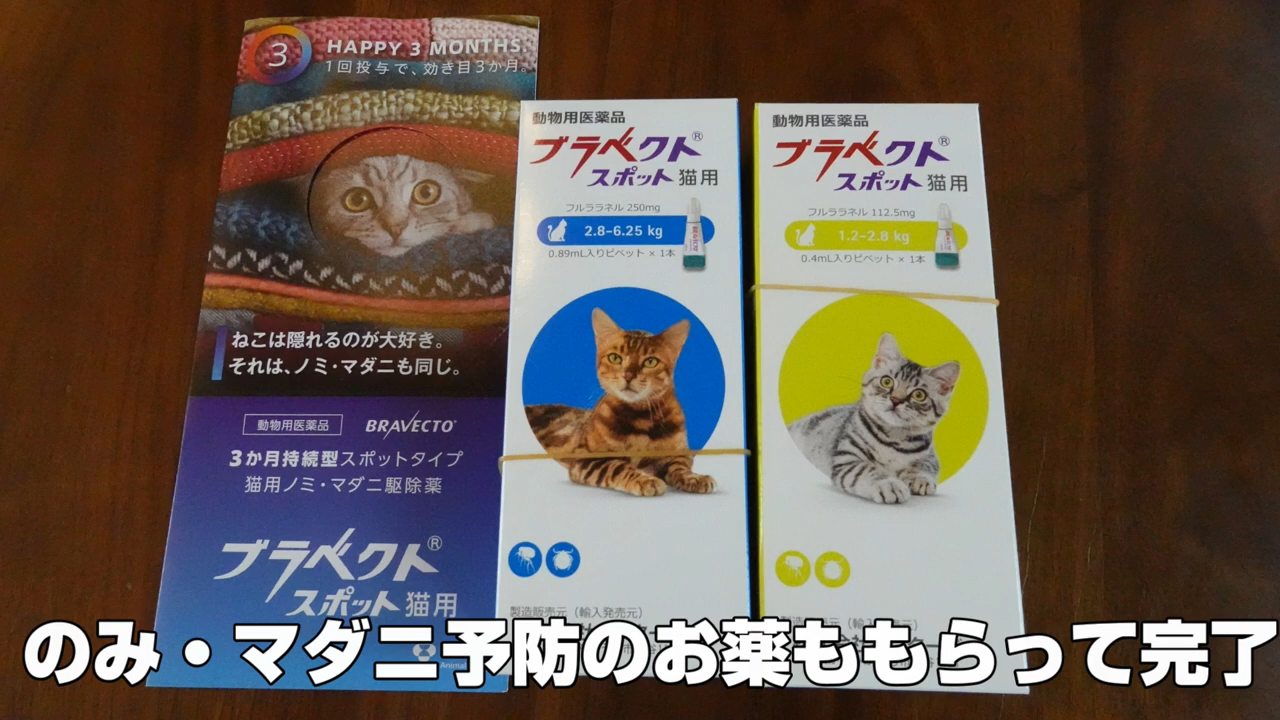 3
HAPPY 3 MONTHS.
1回投与で、効き目3か月。
ねこは隠れるのが大好き。
それは、ノミ・マダニも同じ。
動物用医薬品
BRAVECTO®
3か月持続型スポットタイプ
猫用ノミ・マダニ駆除薬
ブラベクト®
スポット 猫用
Animal
動物用医薬品
ブラベクト®
スポット 猫用
フルララネル 250mg
2.8–6.25 kg
0.89mL入りピペット × 1本
製造販売元（輸入発売元）
動物用医薬品
ブラベクト®
スポット 猫用
フルララネル 112.5mg
1.2–2.8 kg
0.4mL入りピペット × 1本
のみ・マダニ予防のお薬ももらって完了